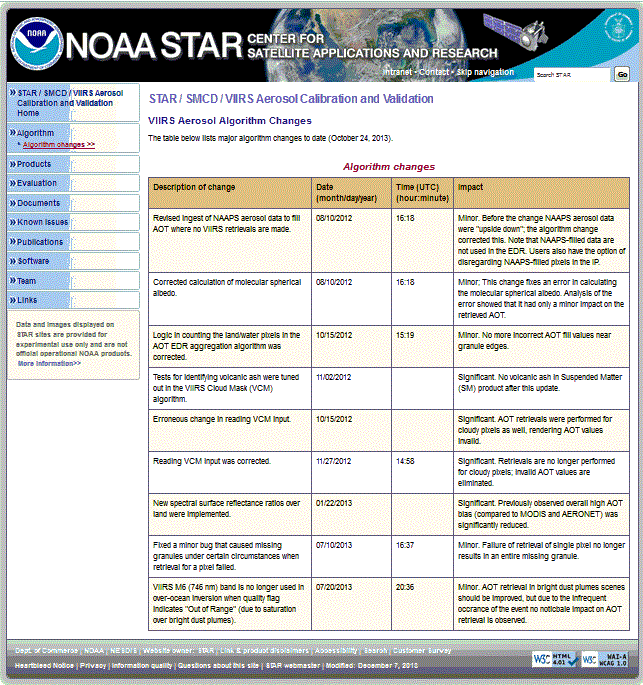 NOAA
NOAA STAR CENTER FOR
SATELLITE APPLICATIONS AND RESEARCH
Intranet • Contact • Skip navigation
Search STAR
Go
» STAR / SMCD / VIIRS Aerosol
Calibration and Validation
Home
» Algorithm
Algorithm changes >>
» Products
» Evaluation
» Documents
» Known Issues
» Publications
» Software
» Team
» Links
Data and images displayed on
STAR sites are provided for
experimental use only and are not
official operational NOAA products.
More information>>
STAR / SMCD / VIIRS Aerosol Calibration and Validation
VIIRS Aerosol Algorithm Changes
The table below lists major algorithm changes to date (October 24, 2013).
Algorithm changes
Description of change Date Time (UTC) Impact
(month/day/year) (hour:minute)
Revised ingest of NAAPS aerosol data to fill 08/10/2012 16:18 Minor. Before the change NAAPS aerosol data
AOT where no VIIRS retrievals are made. were "upside down"; the algorithm change
corrected this. Note that NAAPS-filled data are
not used in the EDR. Users also have the option of
disregarding NAAPS-filled pixels in the IP.
Corrected calculation of molecular spherical 08/10/2012 16:18 Minor; This change fixes an error in calculating
albedo. the molecular spherical albedo. Analysis of the
error showed that it had only a minor impact on the
retrieved AOT.
Logic in counting the land/water pixels in the 10/15/2012 15:19 Minor. No more incorrect AOT fill values near
AOT EDR aggregation algorithm was granule edges.
corrected.
Tests for identifying volcanic ash were tuned 11/02/2012 Significant. No volcanic ash in Suspended Matter
out in the VIIRS Cloud Mask (VCM) (SM) product after this update.
algorithm.
Erroneous change in reading VCM input. 10/15/2012 Significant. AOT retrievals were performed for
cloudy pixels as well, rendering AOT values
invalid.
Reading VCM input was corrected. 11/27/2012 14:58 Significant. Retrievals are no longer performed
for cloudy pixels; invalid AOT values are
eliminated.
New spectral surface reflectance ratios over 01/22/2013 Significant. Previously observed overall high AOT
land were implemented. bias (compared to MODIS and AERONET) was
significantly reduced.
Fixed a minor bug that caused missing 07/10/2013 16:37 Minor. Failure of retrieval of single pixel no longer
granules under certain circumstances when results in an entire missing granule.
retrieval for a pixel failed.
VIIRS M6 (746 nm) band is no longer used in 07/20/2013 20:36 Minor. AOT retrieval in bright dust plumes scenes
over-ocean inversion when quality flag should be improved, but due to the infrequent
indicates "Out of Range" (due to saturation occrance of the event no noticbale impact on AOT
over bright dust plumes). retrieval is observed.
Dept. of Commerce | NOAA | NESDIS | Website owner: STAR | Link & product disclaimers | Accessibility | Search | Customer Survey
Heartbleed Notice | Privacy | Information quality | Questions about this site | STAR webmaster | Modified: December 7, 2018
W3C HTML 4.01
W3C WAI-A WCAG 1.0